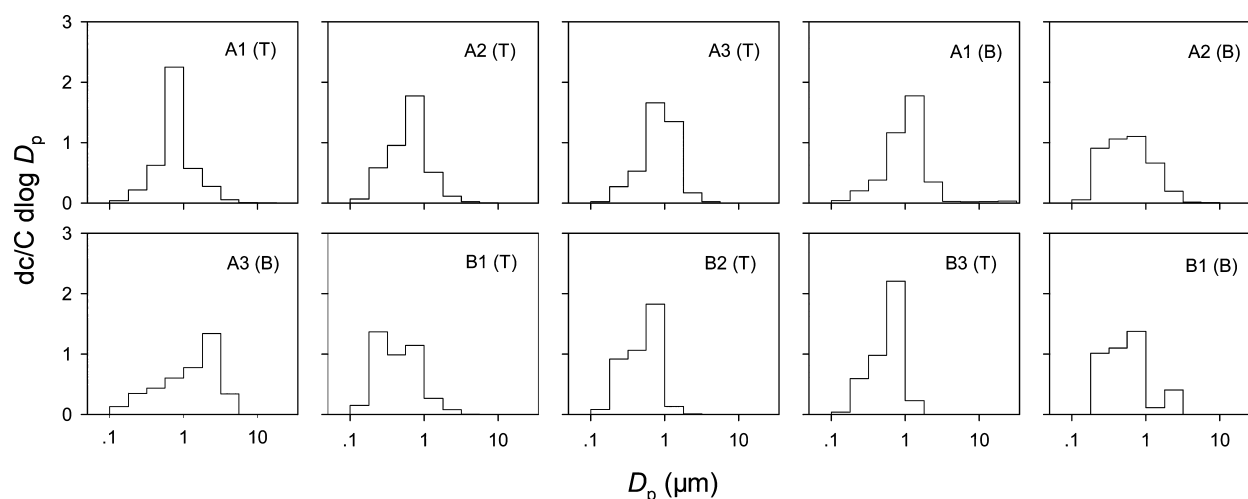 3
A1 (T)
A2 (T)
A3 (T)
A1 (B)
A2 (B)
2
1
0
dc/C dlog Dp
3
A3 (B)
B1 (T)
B2 (T)
B3 (T)
B1 (B)
2
1
0
.1 1 10 .1 1 10 .1 1 10 .1 1 10 .1 1 10
Dp (µm)